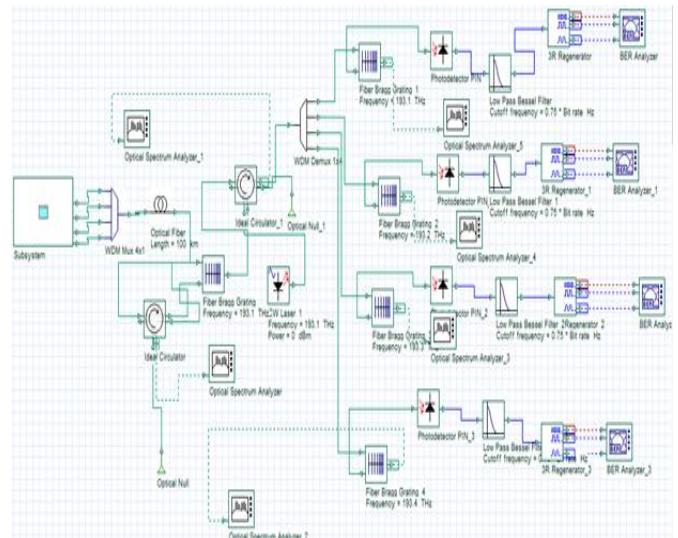 3R Regenerator
BER Analyzer
Photodetector PIN
Low Pass Bessel Filter
Cutoff frequency = 0.75 * Bit rate Hz
Fiber Bragg Grating 1
Frequency = 193.1 THz
Optical Spectrum Analyzer_5
WDM Demux 1x4
Optical Spectrum Analyzer_1
Ideal Circulator_1
Optical Null_1
3R Regenerator_1
BER Analyzer_1
Photodetector PIN
Low Pass Bessel Filter 1
Cutoff frequency = 0.75 * Bit rate Hz
Fiber Bragg Grating 2
Frequency = 193.2 THz
Optical Spectrum Analyzer_4
Subsystem
WDM Mux 4x1
Optical Fiber
Length = 100 km
Fiber Bragg Grating
Frequency = 193.1 THz
CW Laser 1
Frequency = 193.1 THz
Power = 0 dBm
Ideal Circulator
Optical Spectrum Analyzer
Optical Null
PIN_2
Low Pass Bessel Filter 2
Regenerator 2
Cutoff frequency = 0.75 * Bit rate Hz
BER Analyz
Fiber Bragg Grating
Optical Spectrum Analyzer_3
Photodetector PIN_3
Low Pass Bessel Filter
Cutoff frequency =
Hz
3R Regenerator_3
BER Analyzer_3
Fiber Bragg Grating 4
Frequency = 193.4 THz
Optical Spectrum Analyzer_2